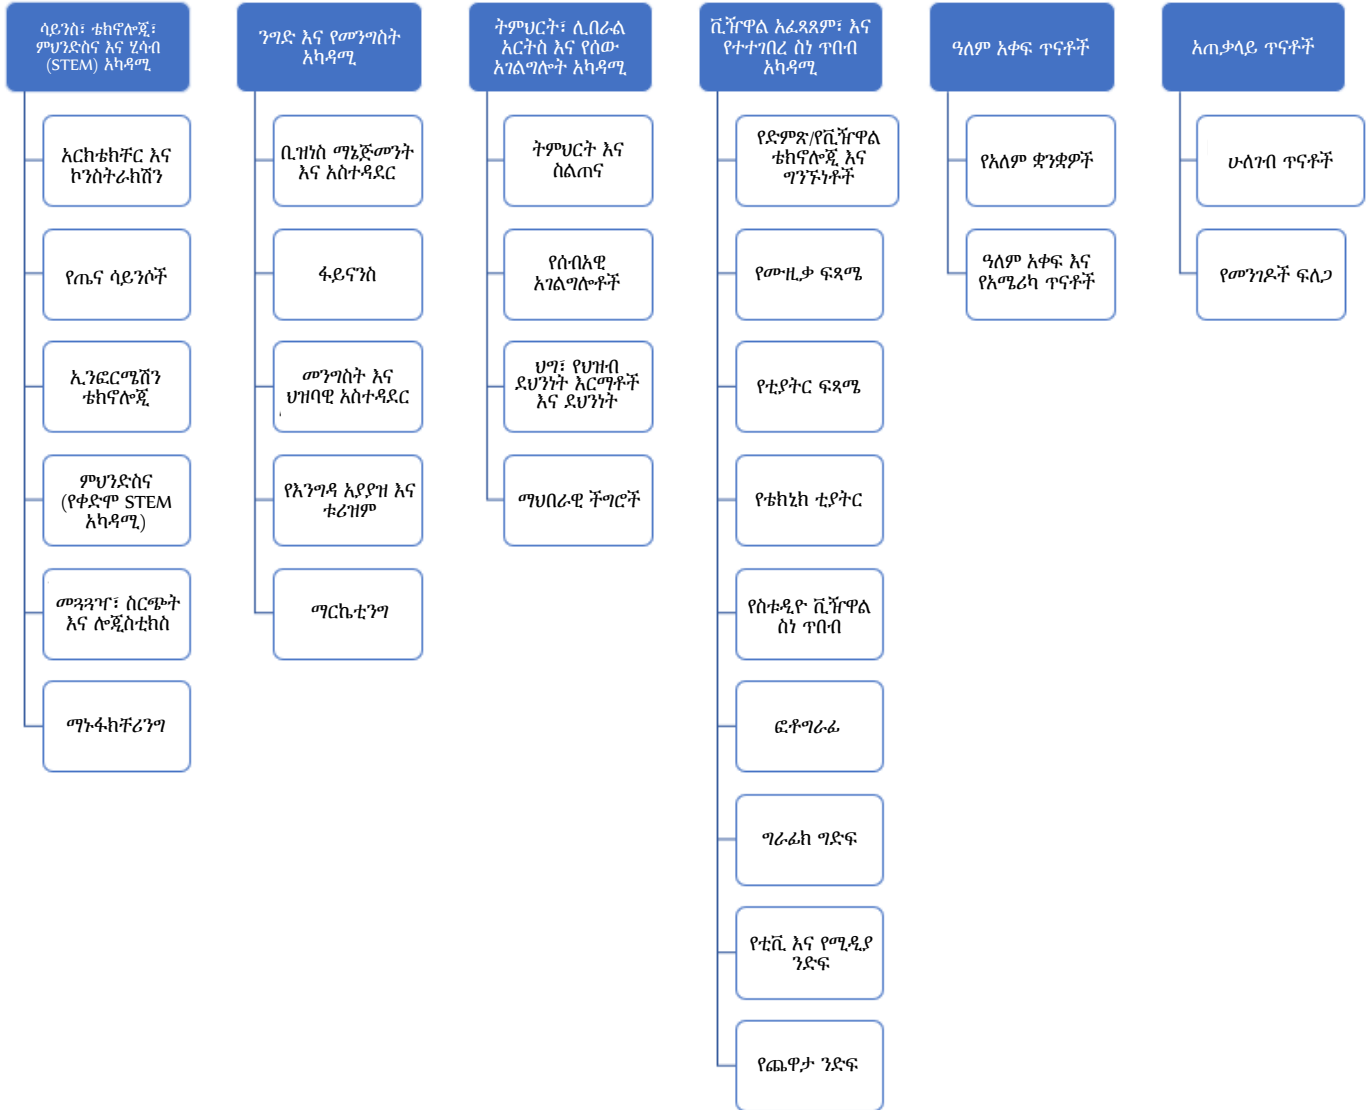 ሳይንስ፣ ቴክኖሎጂ፣
ምህንድስና እና ሂሳብ
(STEM) አካዳሚ
አርክቴክቸር እና
ኮንስትራክሽን
የጤና ሳይንሶች
ኢንፎርሜሽን
ቴክኖሎጂ
ምህንድስና
(የቀድሞ STEM
አካዳሚ)
መጓጓዣ፣ ስርጭት
እና ሎጂስቲክስ
ማኑፋክቸሪንግ
ንግድ እና የመንግስት
አካዳሚ
ቢዝነስ ማኔጅመንት
እና አስተዳደር
ፋይናንስ
መንግስት እና
ህዝባዊ አስተዳደር
የእንግዳ አያያዝ እና
ቱሪዝም
ማርኬቲንግ
ትምህርት፣ ሊበራል
አርትስ እና የሰው
አገልግሎት አካዳሚ
ትምህርት እና
ስልጠና
የሰብአዊ
አገልግሎቶች
ህግ፣ የህዝብ
ደህንነት እርማቶች
እና ደህንነት
ማህበራዊ ችግሮች
ቪዥዋል አፈጻጸም፣ እና
የተተገበረ ስነ ጥበብ
አካዳሚ
የድምጽ/የቪዥዋል
ቴክኖሎጂ እና
ግንኙነቶች
የሙዚቃ ፍጻሜ
የቲያትር ፍጻሜ
የቴክኒክ ቲያትር
የስቱዲዮ ቪዥዋል
ስነ ጥበብ
ፎቶግራፊ
ግራፊክ ግድፍ
የቲቪ እና የሚዲያ
ንድፍ
የጨዋታ ንድፍ
ዓለም አቀፍ ጥናቶች
የአለም ቋንቋዎች
ዓለም አቀፍ እና
የአሜሪካ ጥናቶች
አጠቃላይ ጥናቶች
ሁለገብ ጥናቶች
የመንገዶች ፍለጋ